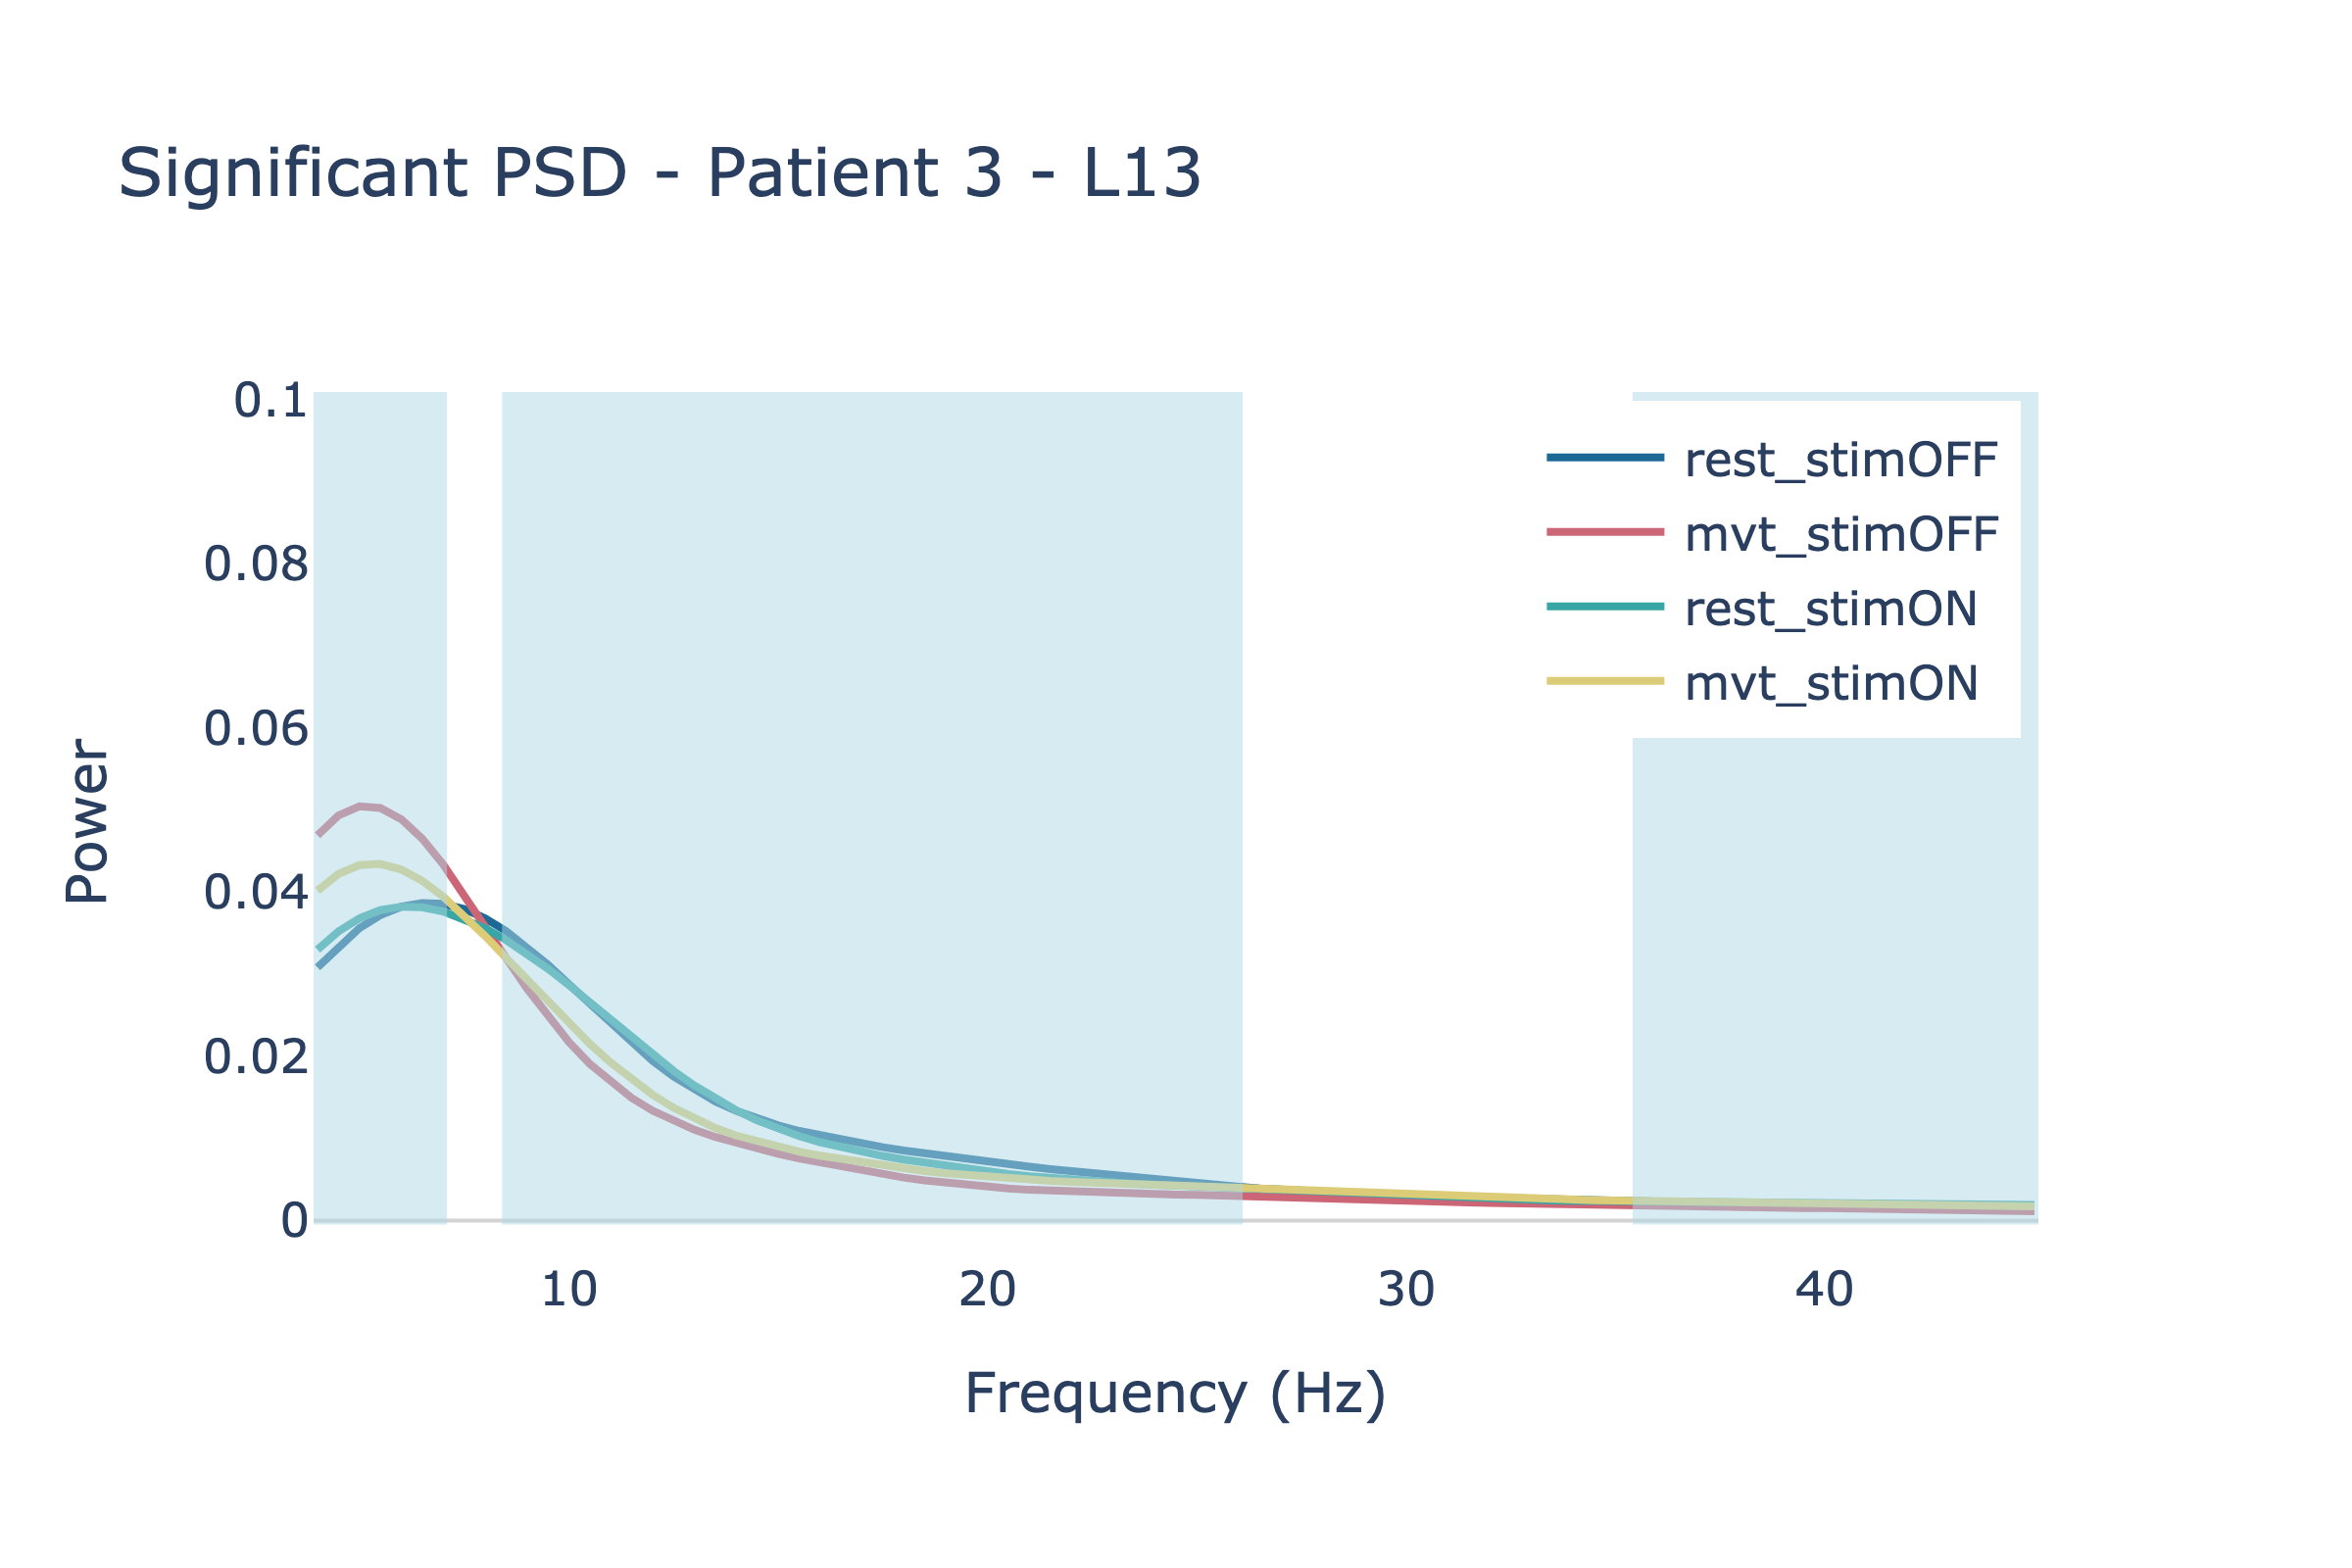 Significant PSD - Patient 3 - L13
0.1
0.08
0.06
0.04
0.02
0
Power
rest_stimOFF
mvt_stimOFF
rest_stimON
mvt_stimON
10 20 30 40
Frequency (Hz)